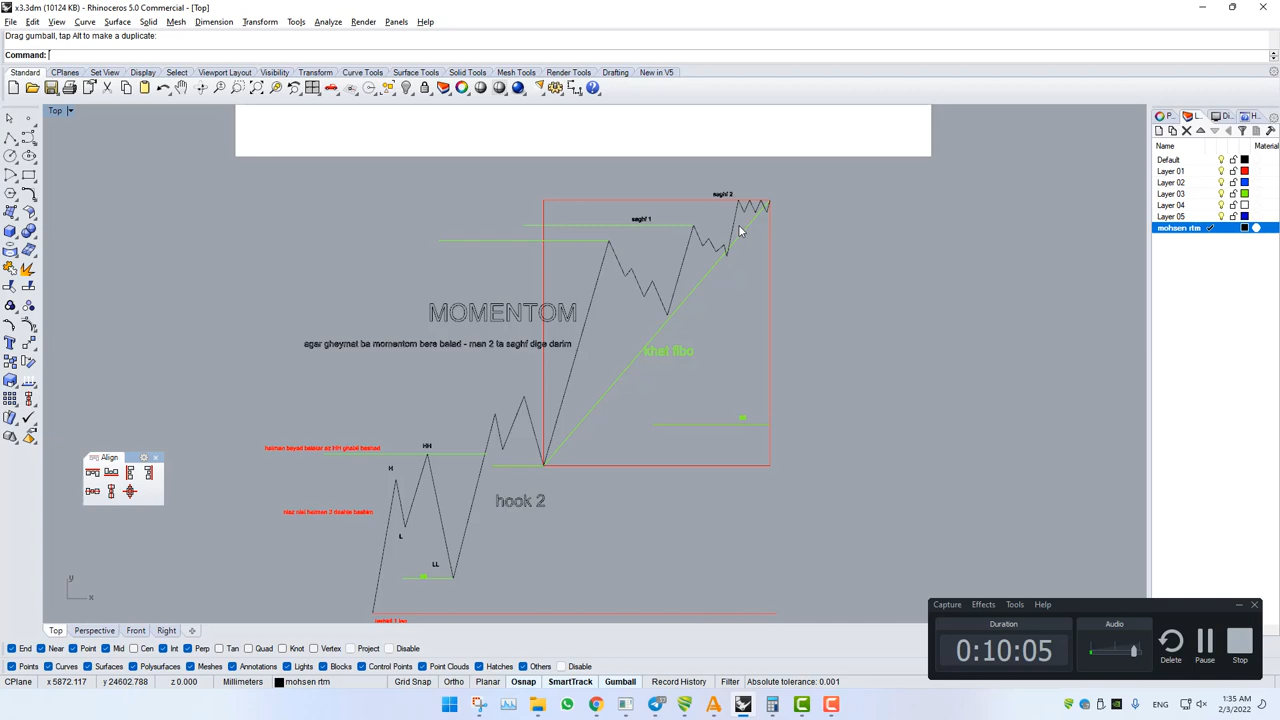 x3.3dm (10124 KB) - Rhinoceros 5.0 Commercial - [Top]
File Edit View Curve Surface Solid Mesh Dimension Transform Tools Analyze Render Panels Help
Drag gumball, tap Alt to make a duplicate:
Command:
Standard CPlanes Set View Display Select Viewport Layout Visibility Transform Curve Tools Surface Tools Solid Tools Mesh Tools Render Tools Drafting New in V5
Top
P... L... Di... H...
Name Material
Default
Layer 01
Layer 02
Layer 03
Layer 04
Layer 05
mohsen rtm
saghf 2
saghf 1
MOMENTOM
agar gheymat ba momentom bere balad - man 2 ta saghf dige darim
khat fibo
HH
H
hook 2
L
LL
Align
y
x
Top Perspective Front Right
End Near Point Mid Cen Int Perp Tan Quad Knot Vertex Project Disable
Points Curves Surfaces Polysurfaces Meshes Annotations Lights Blocks Control Points Point Clouds Hatches Others Disable
CPlane x 5872.117 y 24602.788 z 0.000 Millimeters mohsen rtm Grid Snap Ortho Planar Osnap SmartTrack Gumball Record History Filter Absolute tolerance: 0.001
Capture Effects Tools Help
Duration
0:10:05
Audio
Delete Pause Stop
ENG
1:35 AM
2/3/2022